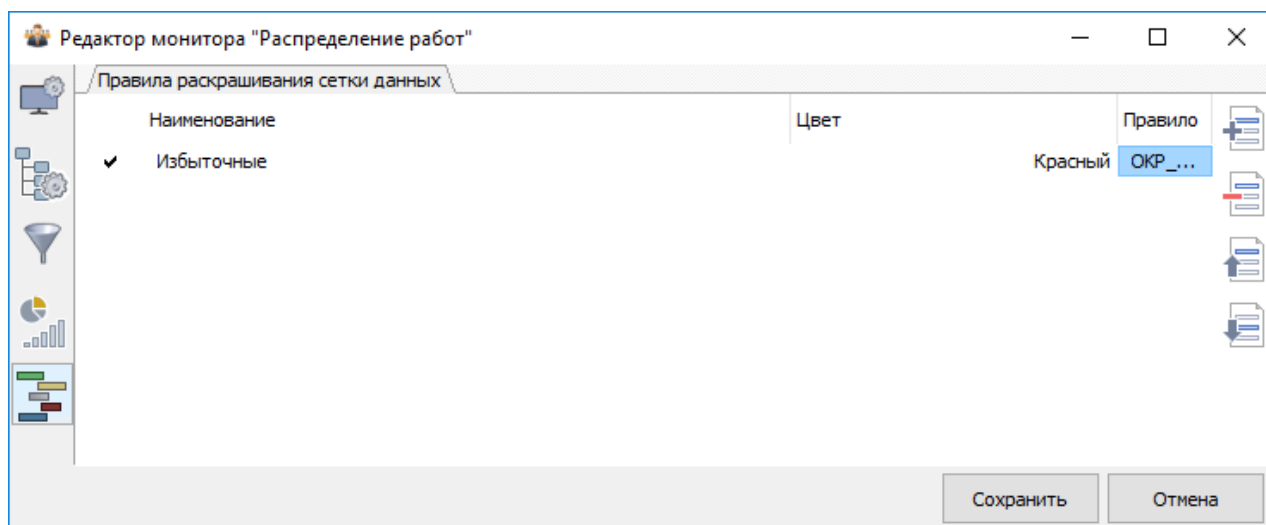 Редактор монитора "Распределение работ"
Правила раскрашивания сетки данных
Наименование Цвет Правило
Избыточные Красный ОКР_...
Сохранить Отмена